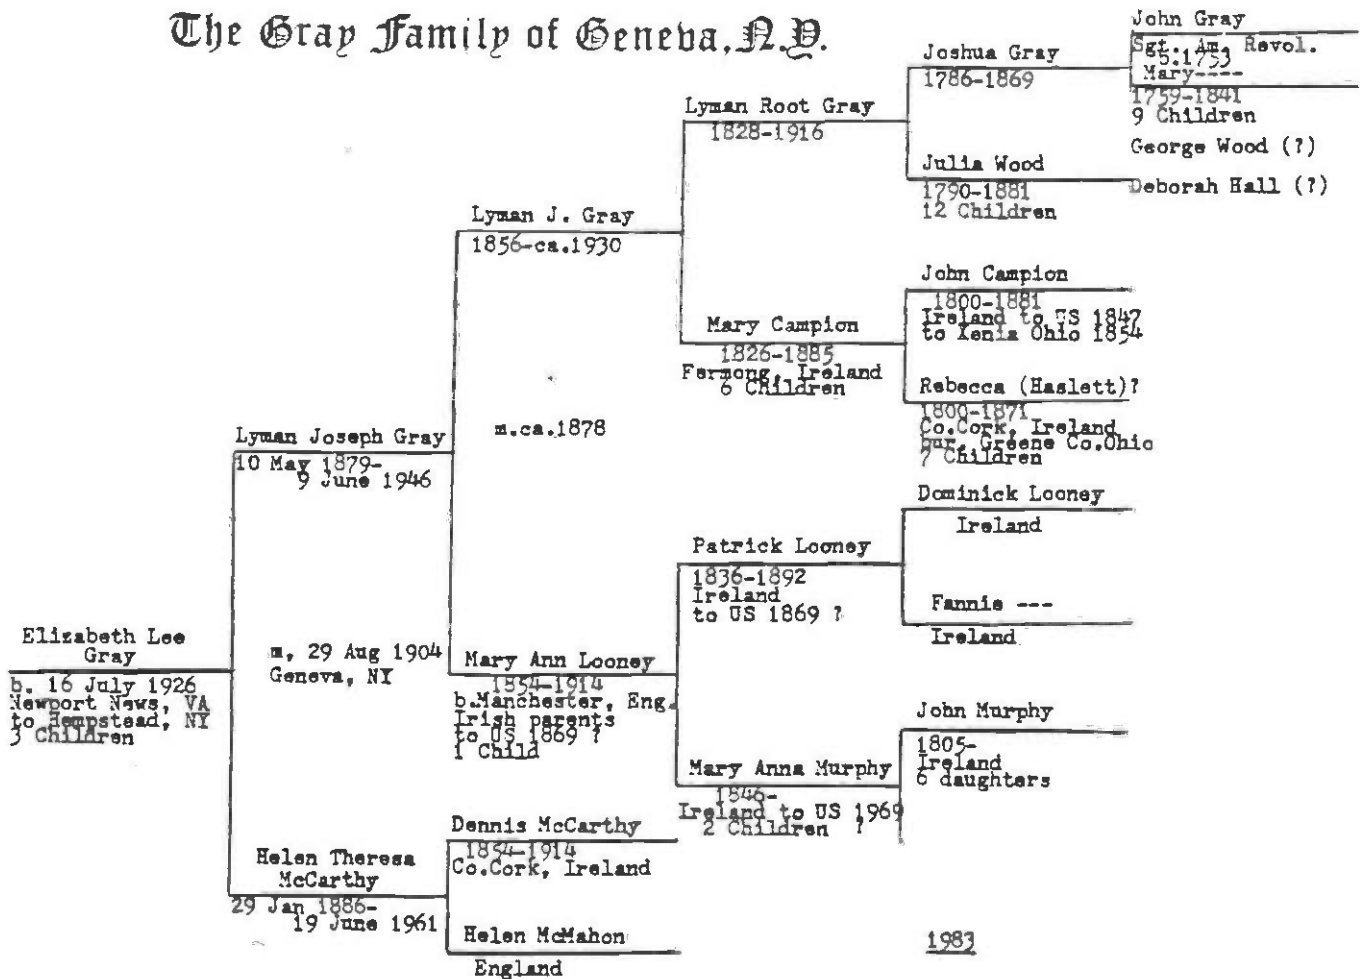 The Gray Family of Geneva, N.Y.
John Gray
Sgt. Am. Revol.
b.1753
Mary----
1759-1841
9 Children
Joshua Gray
1786-1869
Lyman Root Gray
1828-1916
George Wood (?)
Julia Wood
1790-1881
12 Children
Deborah Hall (?)
Lyman J. Gray
1856-ca.1930
John Campion
1800-1881
Ireland to US 1847
to Xenia Ohio 1854
Mary Campion
1826-1885
Fermong, Ireland
6 Children
Rebecca (Haslett)?
1800-1871
Co.Cork, Ireland
bur. Greene Co.Ohio
7 Children
m.ca.1878
Lyman Joseph Gray
10 May 1879-
9 June 1946
Dominick Looney
Ireland
Patrick Looney
1836-1892
Ireland
to US 1869 ?
Fannie ---
Ireland
Elizabeth Lee
Gray
b. 16 July 1926
Newport News, VA
to Hempstead, NY
3 Children
m, 29 Aug 1904
Geneva, NY
Mary Ann Looney
1854-1914
b.Manchester, Eng.
Irish parents
to US 1869 ?
1 Child
John Murphy
1805-
Ireland
6 daughters
Mary Anna Murphy
1846-
Ireland to US 1969
2 Children ?
Dennis McCarthy
1854-1914
Co.Cork, Ireland
Helen Theresa
McCarthy
29 Jan 1886-
19 June 1961
Helen McMahon
England
1983